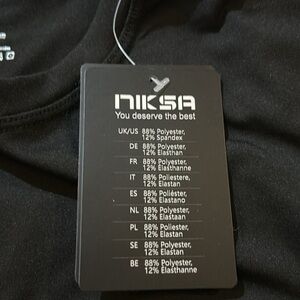 NIKSA
You deserve the best
UK/US 88% Polyester,
12% Spandex
DE 88% Polyester,
12% Elasthan
FR 88% Polyester,
12% Elasthanne
IT 88% Poliestere,
12% Elastan
ES 88% Poliéster,
12% Elastano
NL 88% Polyester,
12% Elastaan
PL 88% Poliester,
12% Elastan
SE 88% Polyester,
12% Elastan
BE 88% Polyester,
12% Elasthanne